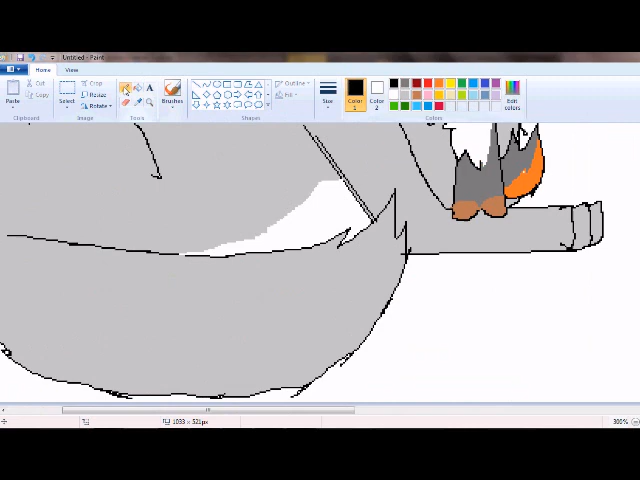 Untitled - Paint
Home View
Paste
Cut
Copy
Clipboard
Select
Crop
Resize
Rotate
Image
A
Tools
Brushes
Outline
Fill
Shapes
Size
Color 1
Color 2
Edit colors
Colors
1033 x 521px
300%